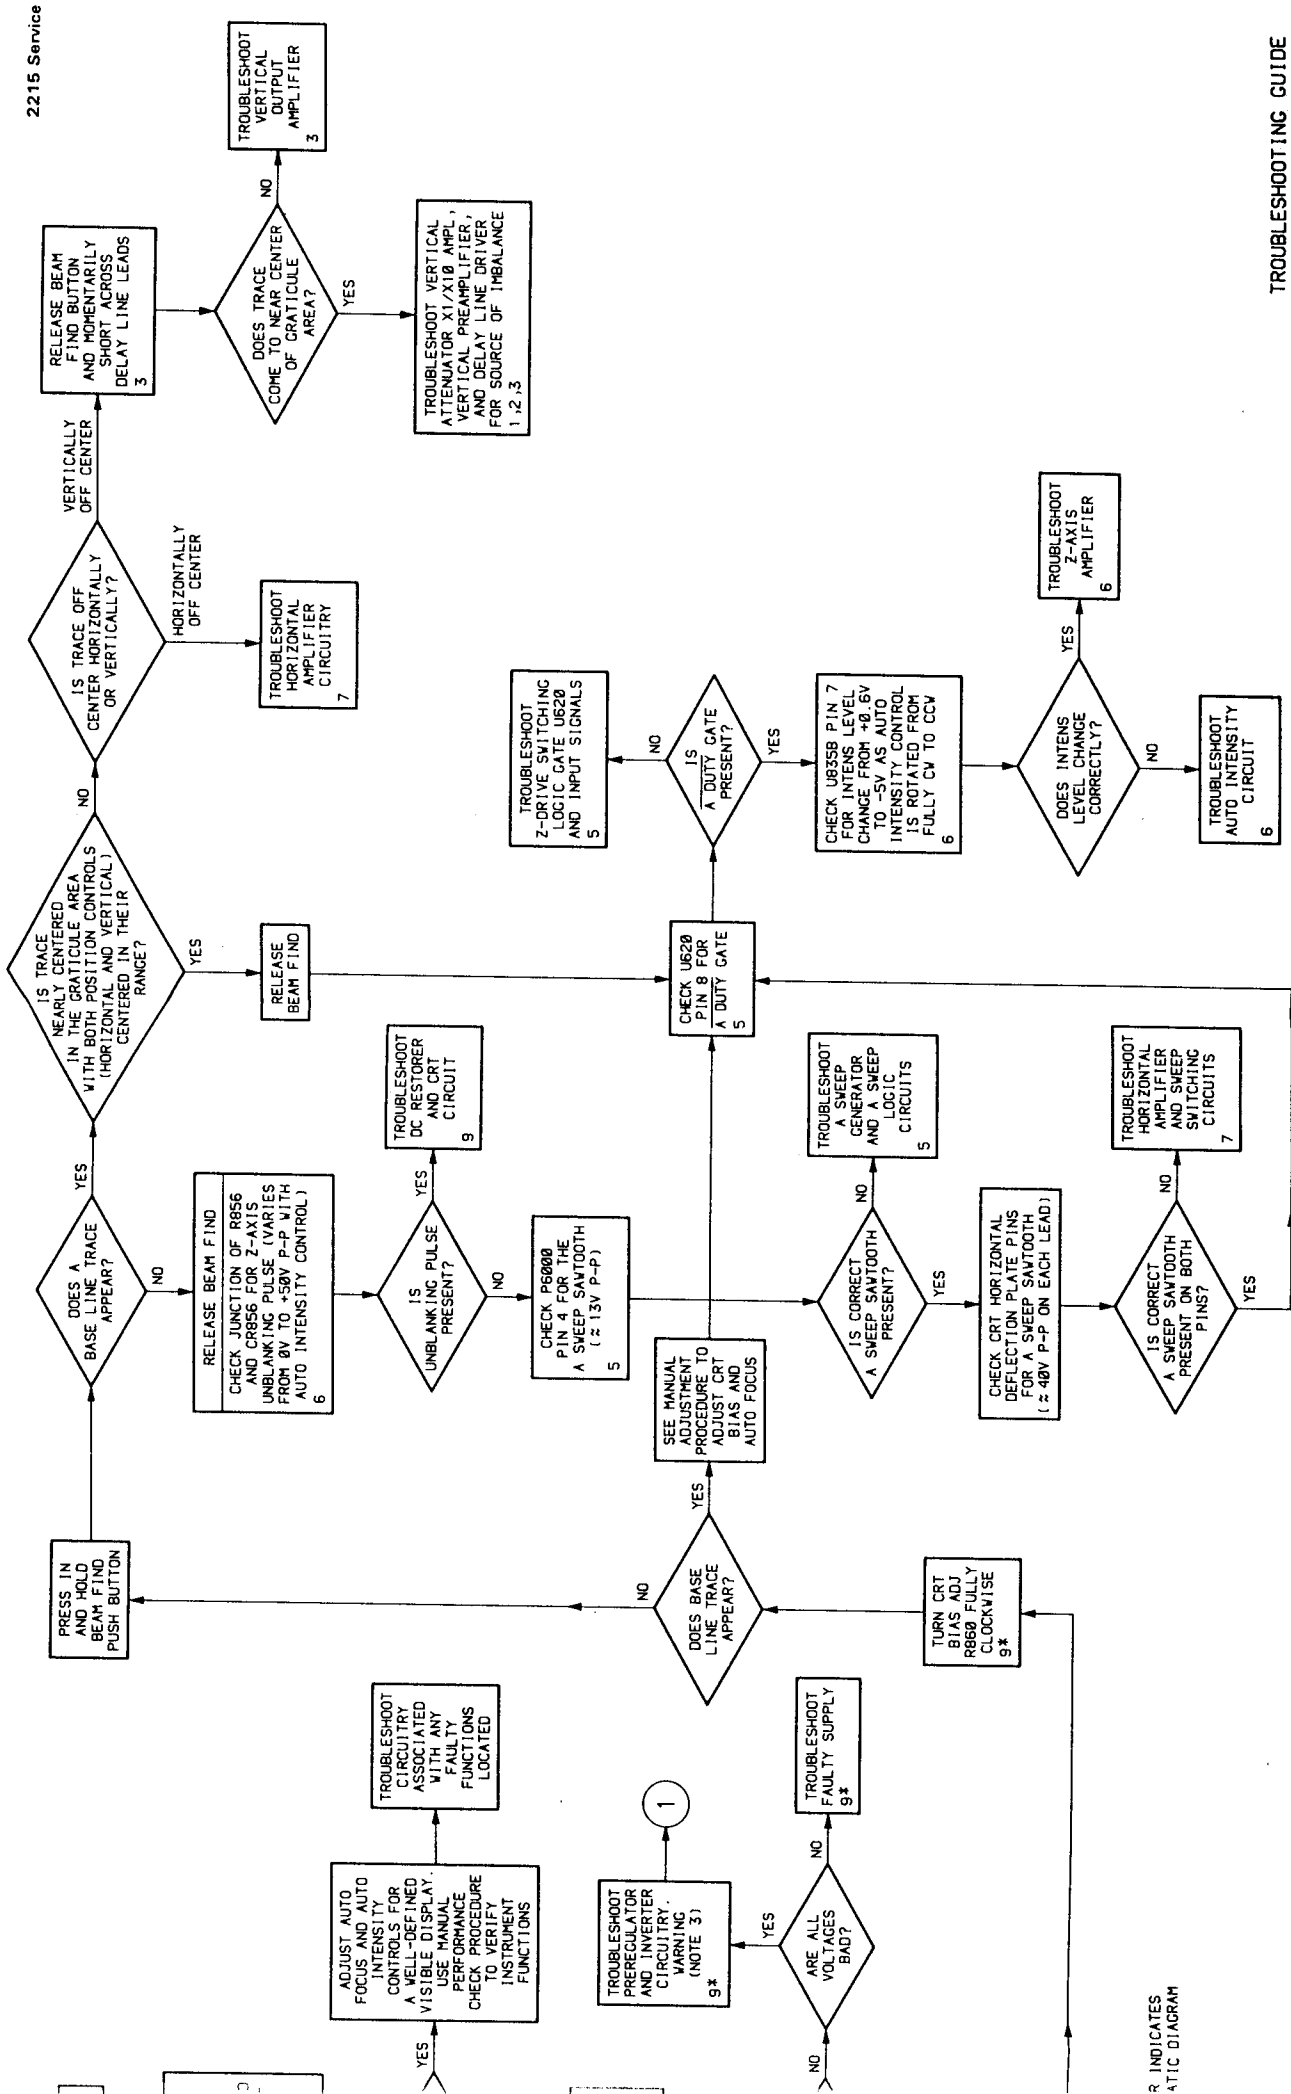 2215 Service
PRESS IN
AND HOLD
BEAM FIND
PUSH BUTTON
DOES A
BASE LINE TRACE
APPEAR?
YES
NO
IS TRACE
NEARLY CENTERED
IN THE GRATICULE AREA
WITH BOTH POSITION CONTROLS
(HORIZONTAL AND VERTICAL)
CENTERED IN THEIR
RANGE?
NO
YES
IS TRACE OFF
CENTER HORIZONTALLY
OR VERTICALLY?
VERTICALLY
OFF CENTER
HORIZONTALLY
OFF CENTER
RELEASE BEAM
FIND BUTTON
AND MOMENTARILY
SHORT ACROSS
DELAY LINE LEADS
3
DOES TRACE
COME TO NEAR CENTER
OF GRATICULE
AREA?
NO
YES
TROUBLESHOOT
VERTICAL
OUTPUT
AMPLIFIER
3
TROUBLESHOOT VERTICAL
ATTENUATOR X1/X10 AMPL,
VERTICAL PREAMPLIFIER,
AND DELAY LINE DRIVER
FOR SOURCE OF IMBALANCE
1,2,3
TROUBLESHOOT
HORIZONTAL
AMPLIFIER
CIRCUITRY
7
RELEASE
BEAM FIND
RELEASE BEAM FIND
CHECK JUNCTION OF R856
AND CR856 FOR Z-AXIS
UNBLANKING PULSE (VARIES
FROM 0V TO +50V P-P WITH
AUTO INTENSITY CONTROL)
6
IS
UNBLANKING PULSE
PRESENT?
YES
NO
TROUBLESHOOT
DC RESTORER
AND CRT
CIRCUIT
9
CHECK P6000
PIN 4 FOR THE
A SWEEP SAWTOOTH
(≈ 13V P-P)
5
ADJUST AUTO
FOCUS AND AUTO
INTENSITY
CONTROLS FOR
A WELL-DEFINED
VISIBLE DISPLAY.
USE MANUAL
PERFORMANCE
CHECK PROCEDURE
TO VERIFY
INSTRUMENT
FUNCTIONS
YES
TROUBLESHOOT
CIRCUITRY
ASSOCIATED
WITH ANY
FAULTY
FUNCTIONS
LOCATED
TROUBLESHOOT
PREREGULATOR
AND INVERTER
CIRCUITRY.
WARNING
(NOTE 3)
9*
1
YES
ARE ALL
VOLTAGES
BAD?
NO
NO
TROUBLESHOOT
FAULTY SUPPLY
9*
DOES BASE
LINE TRACE
APPEAR?
NO
YES
TURN CRT
BIAS ADJ
R860 FULLY
CLOCKWISE
9*
SEE MANUAL
ADJUSTMENT
PROCEDURE TO
ADJUST CRT
BIAS AND
AUTO FOCUS
CHECK U620
PIN 8 FOR
A DUTY GATE
5
IS
A DUTY GATE
PRESENT?
NO
YES
TROUBLESHOOT
Z-DRIVE SWITCHING
LOGIC GATE U620
AND INPUT SIGNALS
5
CHECK U835B PIN 7
FOR INTENS LEVEL
CHANGE FROM +0.6V
TO -5V AS AUTO
INTENSITY CONTROL
IS ROTATED FROM
FULLY CW TO CCW
6
DOES INTENS
LEVEL CHANGE
CORRECTLY?
YES
NO
TROUBLESHOOT
Z-AXIS
AMPLIFIER
6
TROUBLESHOOT
AUTO INTENSITY
CIRCUIT
6
IS CORRECT
A SWEEP SAWTOOTH
PRESENT?
NO
YES
TROUBLESHOOT
A SWEEP
GENERATOR
AND A SWEEP
LOGIC
CIRCUITS
5
CHECK CRT HORIZONTAL
DEFLECTION PLATE PINS
FOR A SWEEP SAWTOOTH
(≈ 40V P-P ON EACH LEAD)
IS CORRECT
A SWEEP SAWTOOTH
PRESENT ON BOTH
PINS?
NO
YES
TROUBLESHOOT
HORIZONTAL
AMPLIFIER
AND SWEEP
SWITCHING
CIRCUITS
7
R INDICATES
ATIC DIAGRAM
TROUBLESHOOTING GUIDE